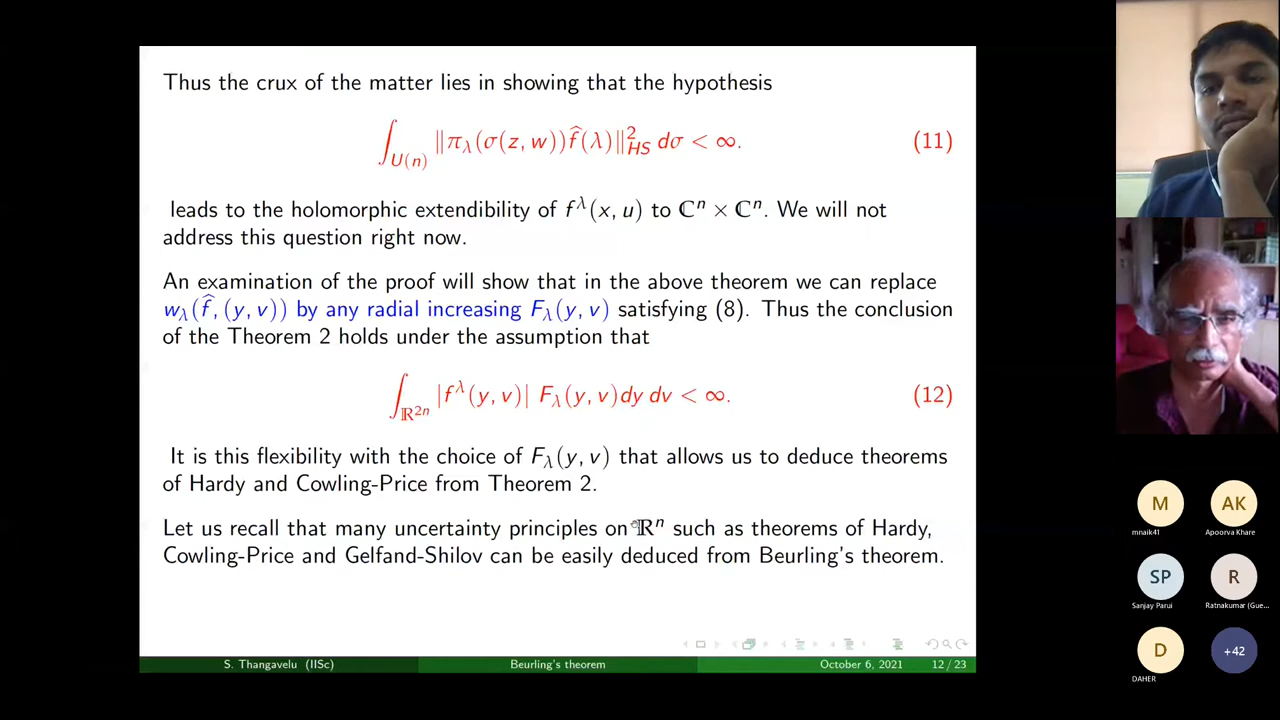 Thus the crux of the matter lies in showing that the hypothesis
∫_{U(n)} ‖π_λ(σ(z, w))f̂(λ)‖²_{HS} dσ < ∞. (11)
leads to the holomorphic extendibility of f^λ(x, u) to ℂⁿ × ℂⁿ. We will not
address this question right now.
An examination of the proof will show that in the above theorem we can replace
w_λ(f̂, (y, v)) by any radial increasing F_λ(y, v) satisfying (8). Thus the conclusion
of the Theorem 2 holds under the assumption that
∫_{ℝ²ⁿ} |f^λ(y, v)| F_λ(y, v)dy dv < ∞. (12)
It is this flexibility with the choice of F_λ(y, v) that allows us to deduce theorems
of Hardy and Cowling-Price from Theorem 2.
Let us recall that many uncertainty principles on ℝⁿ such as theorems of Hardy,
Cowling-Price and Gelfand-Shilov can be easily deduced from Beurling's theorem.
S. Thangavelu (IISc) Beurling's theorem October 6, 2021 12 / 23
M AK
mnaik41 Apoorva Khare
SP R
Sanjay Parui Ratnakumar (Gue...
D +42
DAHER